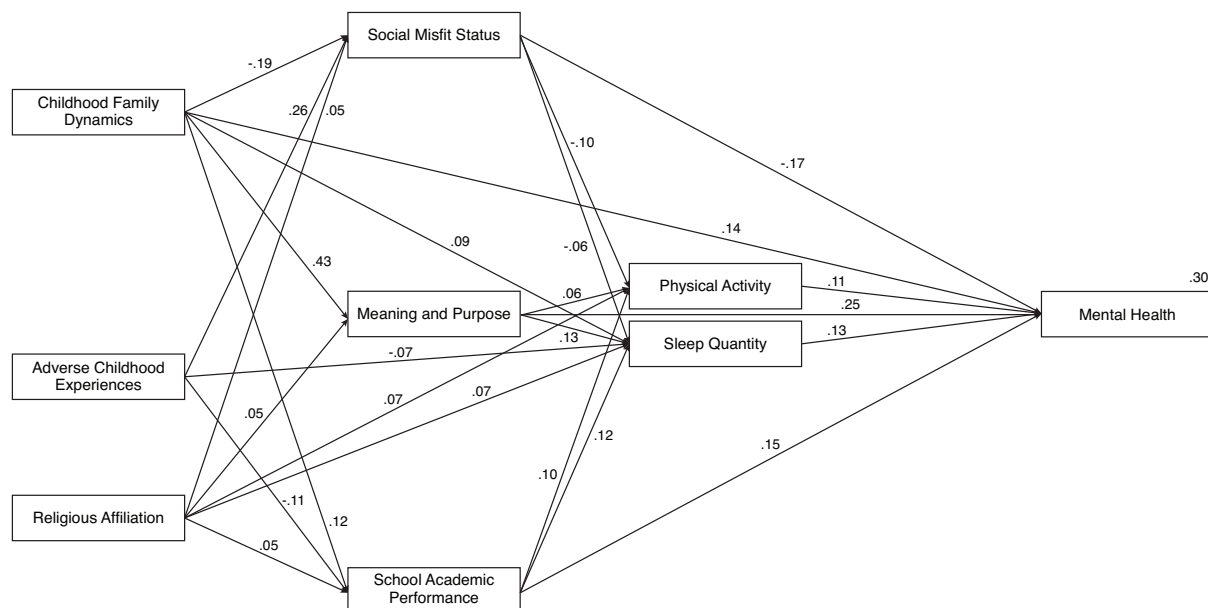 Social Misfit Status
-.19
Childhood Family
Dynamics
.26
.05
-.10
-.17
.14
.09
-.06
.43
Physical Activity
.30
.11
Meaning and Purpose
.06
.25
Mental Health
.13
.13
Sleep Quantity
-.07
Adverse Childhood
Experiences
.07
.07
.05
.12
.15
.10
-.11
Religious Affiliation
.12
.05
School Academic
Performance